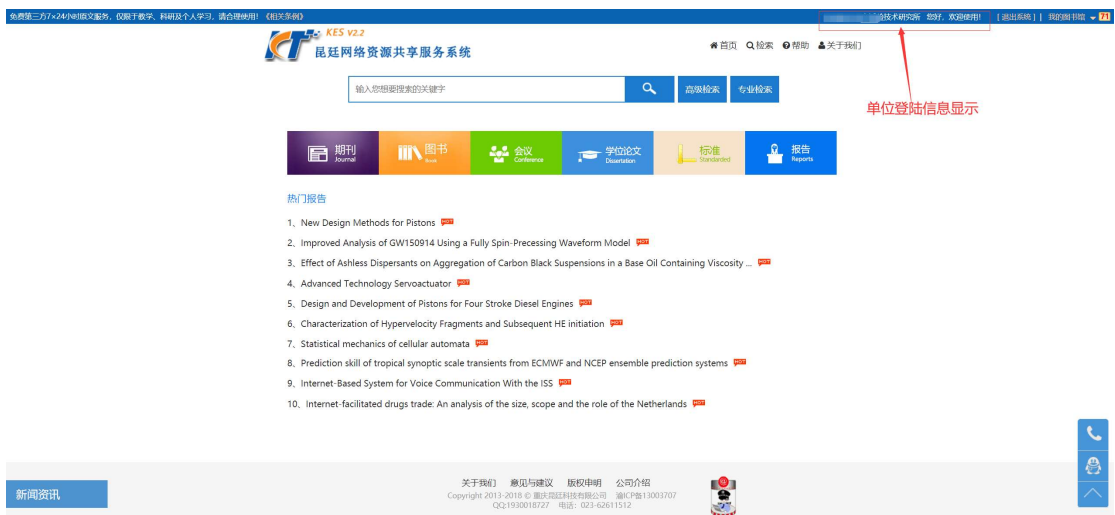 免费第三方7×24小时原文服务，仅限于教学、科研及个人学习，请合理使用！《相关条例》
技术研究所 您好，欢迎使用！ [退出系统] | 我的图书馆 71
KES V2.2
昆廷网络资源共享服务系统
首页 检索 帮助 关于我们
输入您想要搜索的关键字
高级检索 专业检索
单位登陆信息显示
期刊 Journal
图书 Book
会议 Conference
学位论文 Dissertation
标准 Standarded
报告 Reports
热门报告
1、New Design Methods for Pistons HOT
2、Improved Analysis of GW150914 Using a Fully Spin-Precessing Waveform Model HOT
3、Effect of Ashless Dispersants on Aggregation of Carbon Black Suspensions in a Base Oil Containing Viscosity ... HOT
4、Advanced Technology Servoactuator HOT
5、Design and Development of Pistons for Four Stroke Diesel Engines HOT
6、Characterization of Hypervelocity Fragments and Subsequent HE initiation HOT
7、Statistical mechanics of cellular automata HOT
8、Prediction skill of tropical synoptic scale transients from ECMWF and NCEP ensemble prediction systems HOT
9、Internet-Based System for Voice Communication With the ISS HOT
10、Internet-facilitated drugs trade: An analysis of the size, scope and the role of the Netherlands HOT
新闻资讯
关于我们 意见与建议 版权申明 公司介绍
Copyright 2013-2018 © 重庆昆廷科技有限公司 渝ICP备13003707
QQ:1930018727 电话：023-62611512